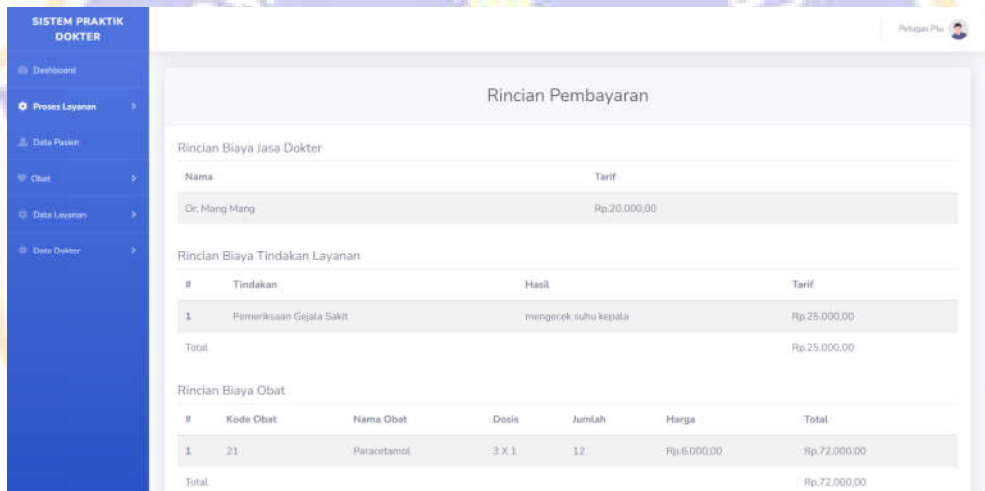 SISTEM PRAKTIK
DOKTER
Petugas Ptu
Dashboard
Proses Layanan
Data Pasien
Obat
Data Layanan
Data Dokter
Rincian Pembayaran
Rincian Biaya Jasa Dokter
Nama Tarif
Dr. Mang Mang Rp.20.000,00
Rincian Biaya Tindakan Layanan
# Tindakan Hasil Tarif
1 Pemeriksaan Gejala Sakit mengecek suhu kepala Rp.25.000,00
Total Rp.25.000,00
Rincian Biaya Obat
# Kode Obat Nama Obat Dosis Jumlah Harga Total
1 21 Paracetamol 3 X 1 12 Rp.6.000,00 Rp.72.000,00
Total Rp.72.000,00